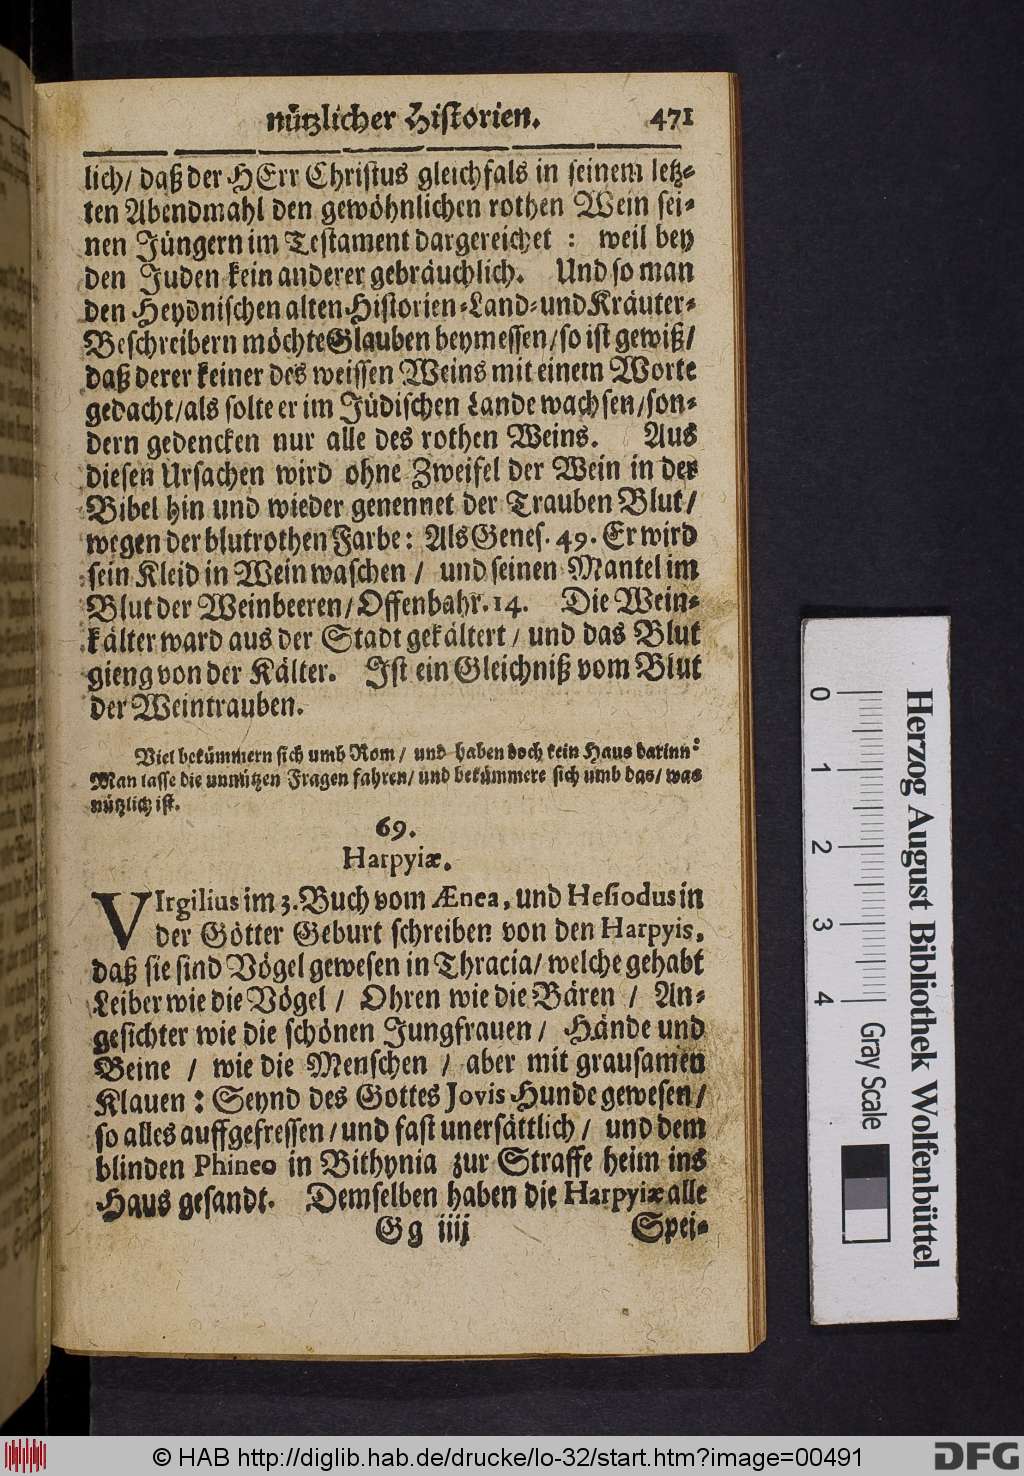 nützlicher Historien. 471
lich/ daß der HErr Christus gleichfals in seinem letz-
ten Abendmahl den gewöhnlichen rothen Wein sei-
nen Jüngern im Testament dargereichet : weil bey
den Juden kein anderer gebräuchlich. Und so man
den Heydnischen alten Historien-Land- und Kräuter-
Beschreibern möchte Glauben beymessen/ so ist gewiß/
daß derer keiner des weissen Weins mit einem Worte
gedacht/ als solte er im Jüdischen Lande wachsen/ son-
dern gedencken nur alle des rothen Weins. Aus
diesen Ursachen wird ohne Zweifel der Wein in der
Bibel hin und wieder genennet der Trauben Blut/
wegen der blutrothen Farbe: Als Genes. 49. Er wird
sein Kleid in Wein waschen / und seinen Mantel im
Blut der Weinbeeren/ Offenbahr. 14. Die Wein-
kälter ward aus der Stadt gekältert / und das Blut
gieng von der Kälter. Ist ein Gleichniß vom Blut
der Weintrauben.
Viel bekümmern sich umb Rom / und haben doch kein Haus darinn:
Man lasse die unnützen Fragen fahren/ und bekümmere sich umb das/ was
nützlich ist.
69.
Harpyiæ.
VIrgilius im 3. Buch vom Ænea, und Hesiodus in
der Götter Geburt schreiben von den Harpyis,
daß sie sind Vögel gewesen in Thracia/ welche gehabt
Leiber wie die Vögel / Ohren wie die Bären / An-
gesichter wie die schönen Jungfrauen / Hände und
Beine / wie die Menschen / aber mit grausamen
Klauen : Seynd des Gottes Jovis Hunde gewesen/
so alles auffgefressen / und fast unersättlich / und dem
blinden Phineo in Bithynia zur Straffe heim ins
Haus gesandt. Demselben haben die Harpyiæ alle
Gg iiij Spei-
Herzog August Bibliothek Wolfenbüttel
0 1 2 3 4 Gray Scale
© HAB http://diglib.hab.de/drucke/lo-32/start.htm?image=00491
DFG